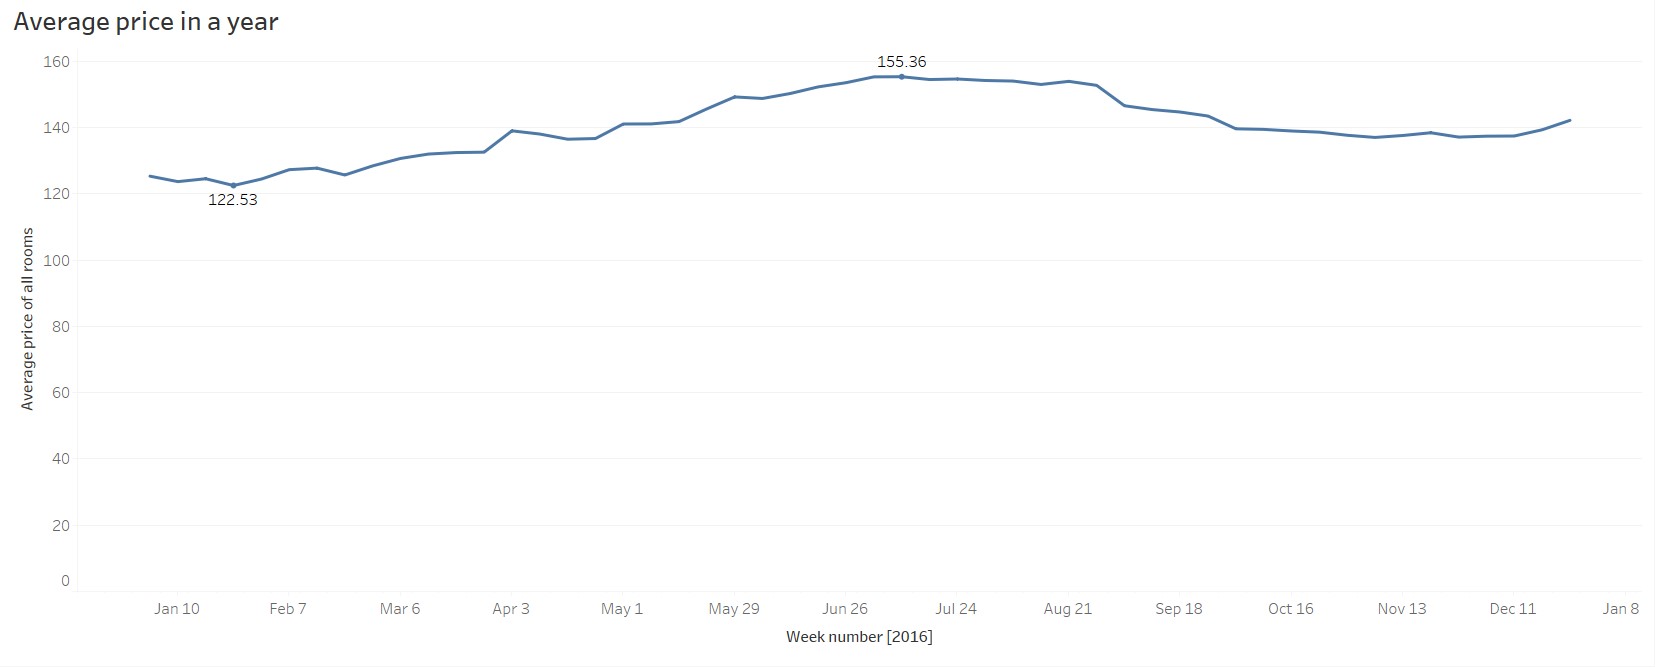 Average price in a year
160
155.36
140
120
122.53
100
80
60
40
20
0
Average price of all rooms
Jan 10 Feb 7 Mar 6 Apr 3 May 1 May 29 Jun 26 Jul 24 Aug 21 Sep 18 Oct 16 Nov 13 Dec 11 Jan 8
Week number [2016]